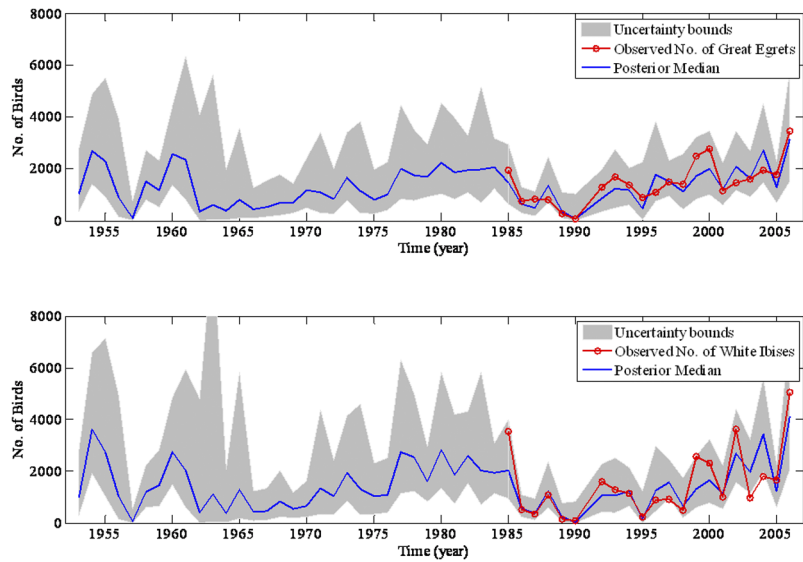 8000
6000
4000
2000
0
No. of Birds
Uncertainty bounds
Observed No. of Great Egrets
Posterior Median
1955 1960 1965 1970 1975 1980 1985 1990 1995 2000 2005
Time (year)
8000
6000
4000
2000
0
No. of Birds
Uncertainty bounds
Observed No. of White Ibises
Posterior Median
1955 1960 1965 1970 1975 1980 1985 1990 1995 2000 2005
Time (year)